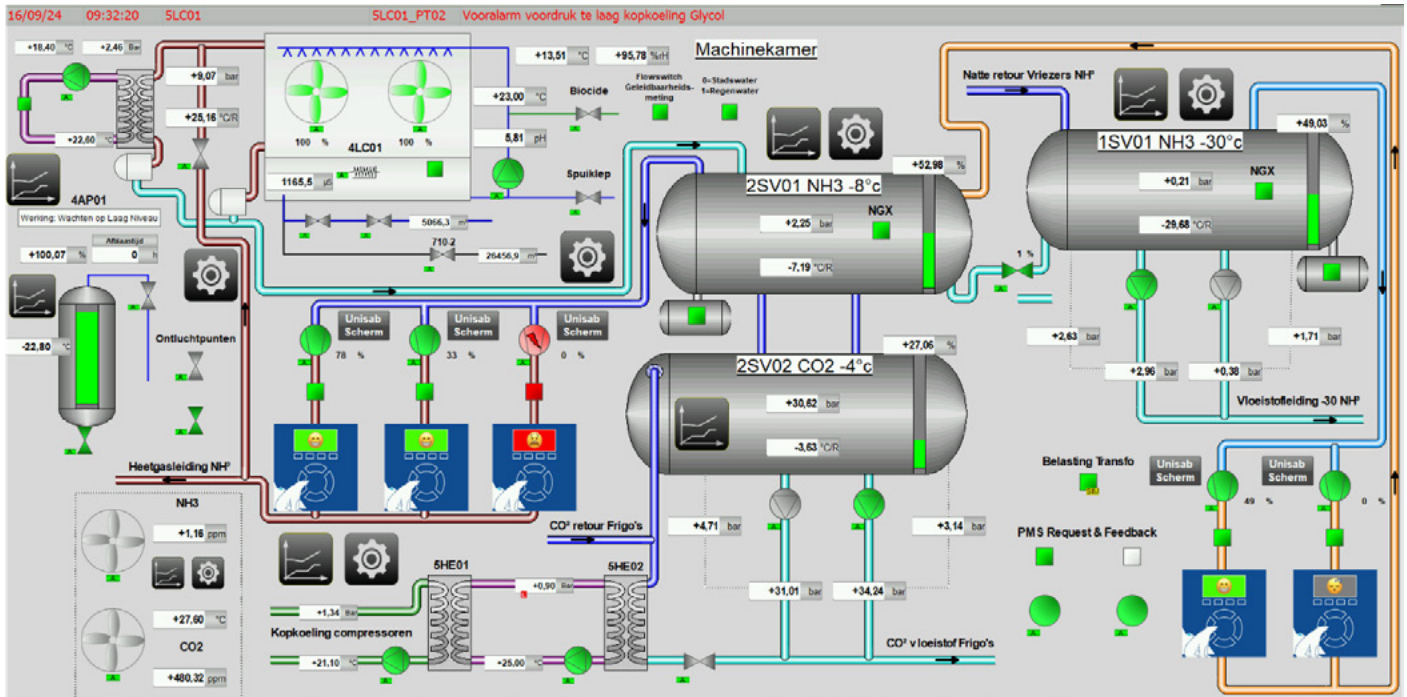 16/09/24 09:32:20 5LC01 5LC01_PT02 Vooralarm voordruk te laag kopkoeling Glycol
+18,40 °C +2,46 Bar
+9,07 bar
+25,16 °C/R
+22,60 °C
4AP01
Werking: Wachten op Laag Niveau
Aftlaatijd
+100,07 % 0 h
-22,80 °C
Ontluchtpunten
Heetgasleiding NH³
NH3
+1,16 ppm
+27,60 °C
CO2
+480,32 ppm
100 % 100 %
4LC01
1165,5 µS
+23,00 °C
5,81 pH
5066,3 m³
710-2
26456,9 m³
+13,51 °C +95,78 %rH
Machinekamer
Flowswitch
Geleidbaarheids-
meting
0=Stadswater
1=Regenwater
Biocide
Spuiklep
Unisab
Scherm
78 %
Unisab
Scherm
33 %
Unisab
Scherm
0 %
2SV01 NH3 -8°c
+52,98 %
+2,25 bar
NGX
-7,19 °C/R
2SV02 CO2 -4°c
+27,06 %
+30,62 bar
-3,63 °C/R
+4,71 bar
+3,14 bar
+31,01 bar
+34,24 bar
CO² retour Frigo's
CO² vloeistof Frigo's
5HE01
+0,90 Bar
5HE02
+1,34 Bar
Kopkoeling compressoren
+21,10 °C
+25,00 °C
Natte retour Vriezers NH³
1SV01 NH3 -30°c
+49,03 %
+0,21 bar
NGX
-29,68 °C/R
1 %
+2,63 bar
+1,71 bar
+2,96 bar
+0,38 bar
Vloeistofleiding -30 NH³
Belasting Transfo
PMS Request & Feedback
Unisab
Scherm
49 %
Unisab
Scherm
0 %